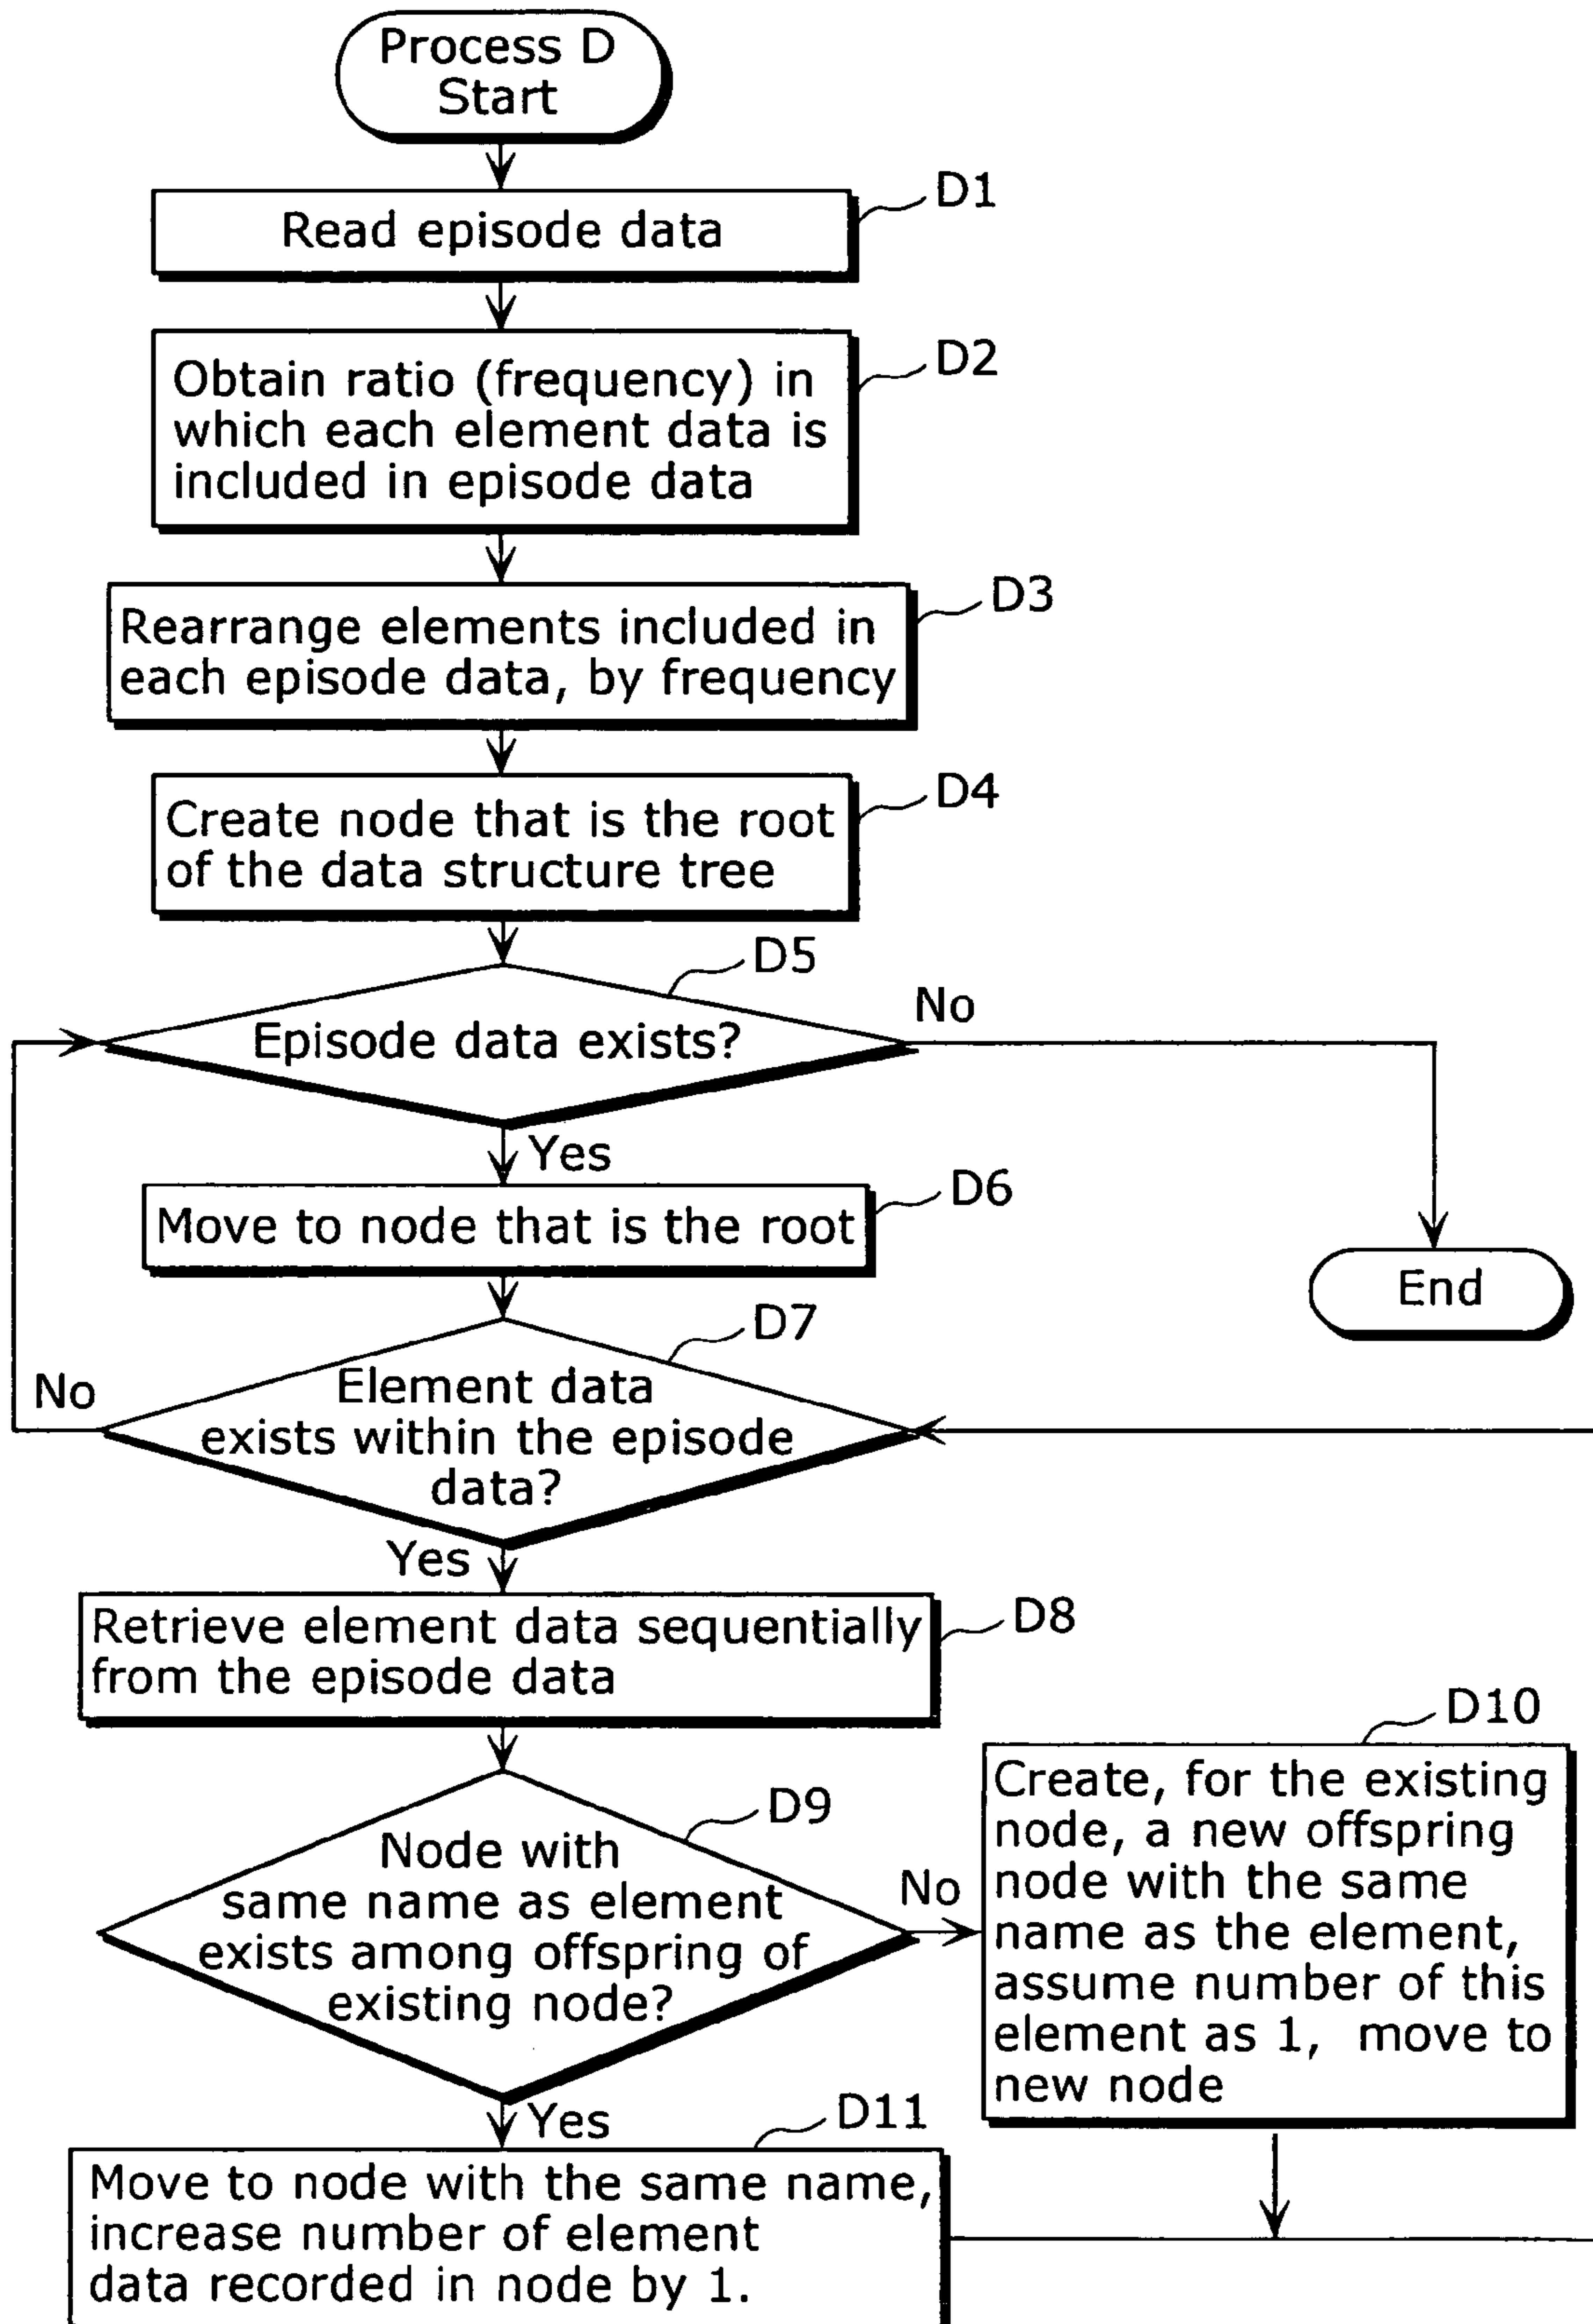 Process D
Start
D1
Read episode data
D2
Obtain ratio (frequency) in
which each element data is
included in episode data
D3
Rearrange elements included in
each episode data, by frequency
D4
Create node that is the root
of the data structure tree
D5
No
Episode data exists?
Yes
D6
Move to node that is the root
End
D7
No
Element data
exists within the episode
data?
Yes
D8
Retrieve element data sequentially
from the episode data
D9
Node with
same name as element
exists among offspring of
existing node?
No
D10
Create, for the existing
node, a new offspring
node with the same
name as the element,
assume number of this
element as 1, move to
new node
Yes
D11
Move to node with the same name,
increase number of element
data recorded in node by 1.